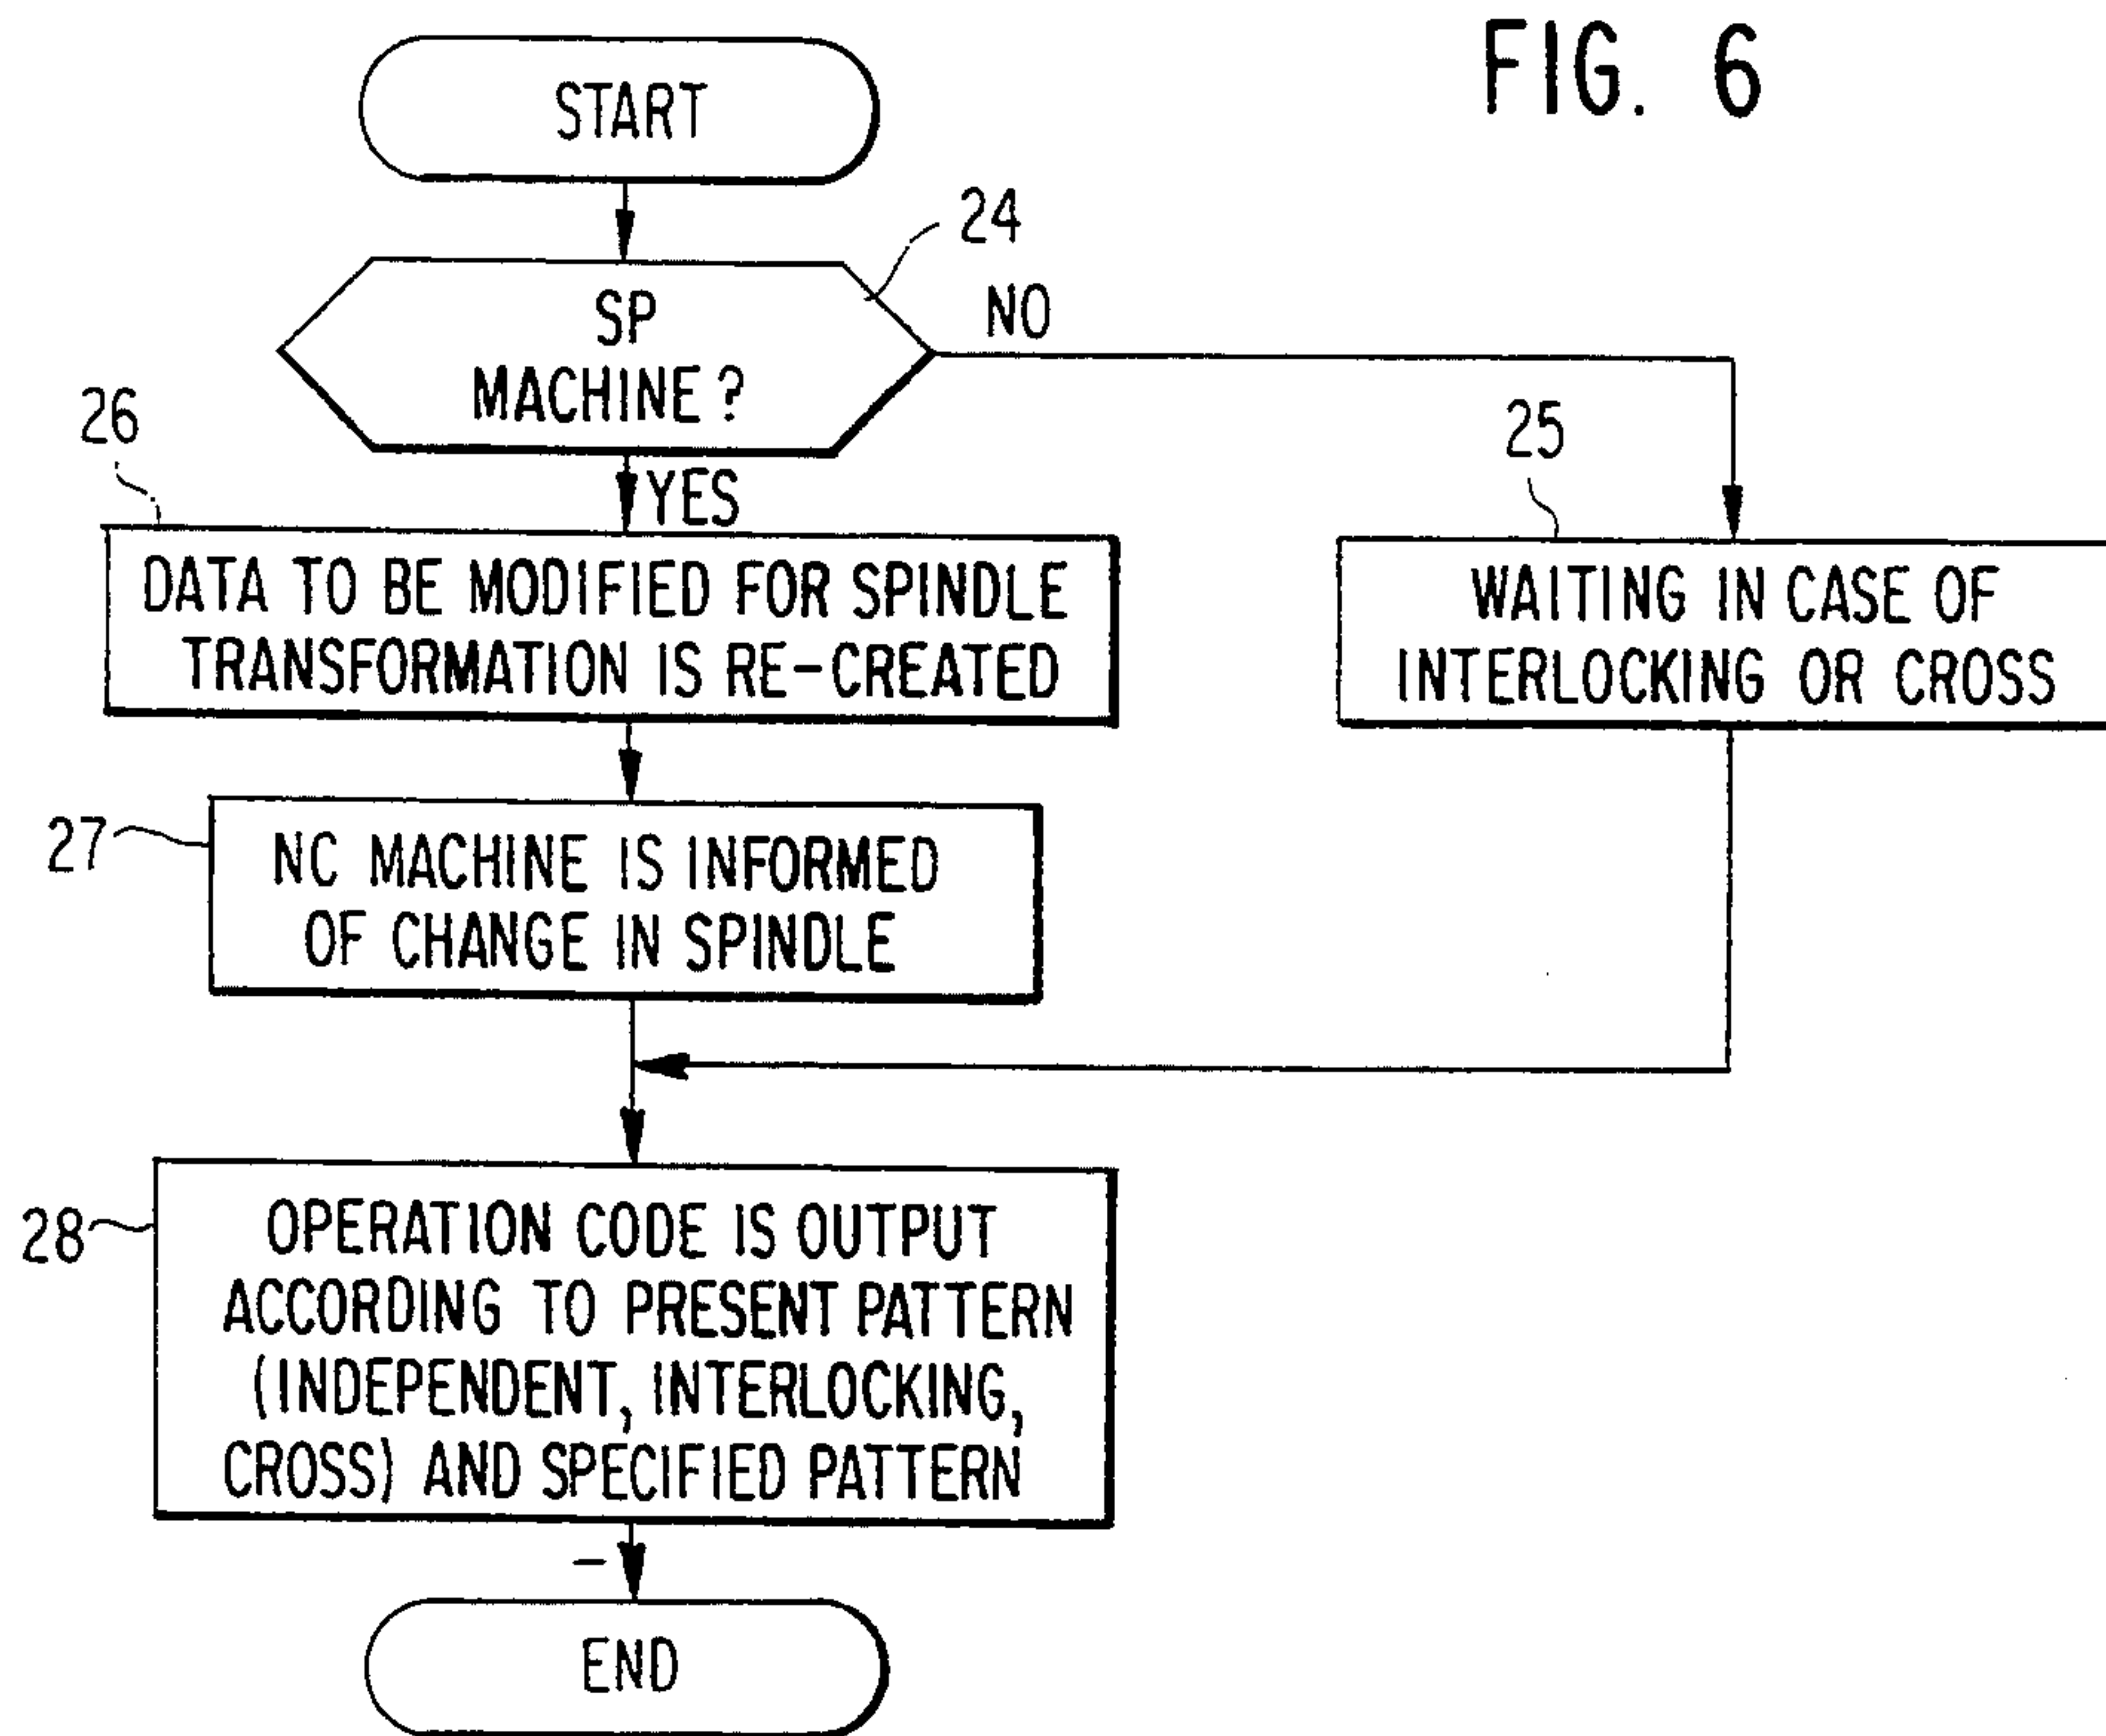 FIG. 6
START
24
SP
MACHINE?
NO
YES
26
DATA TO BE MODIFIED FOR SPINDLE
TRANSFORMATION IS RE-CREATED
25
WAITING IN CASE OF
INTERLOCKING OR CROSS
27
NC MACHINE IS INFORMED
OF CHANGE IN SPINDLE
28
OPERATION CODE IS OUTPUT
ACCORDING TO PRESENT PATTERN
(INDEPENDENT, INTERLOCKING,
CROSS) AND SPECIFIED PATTERN
END